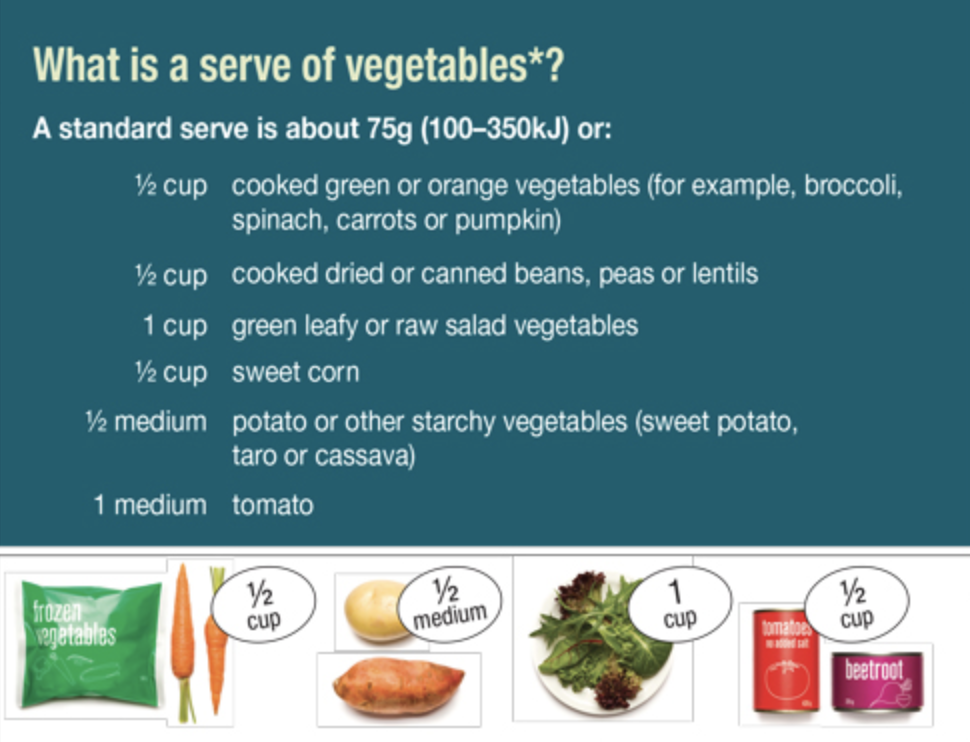 What is a serve of vegetables*?
A standard serve is about 75g (100–350kJ) or:
½ cup cooked green or orange vegetables (for example, broccoli,
spinach, carrots or pumpkin)
½ cup cooked dried or canned beans, peas or lentils
1 cup green leafy or raw salad vegetables
½ cup sweet corn
½ medium potato or other starchy vegetables (sweet potato,
taro or cassava)
1 medium tomato
frozen
vegetables
½
cup
½
medium
1
cup
tomatoes
no added salt
½
cup
beetroot